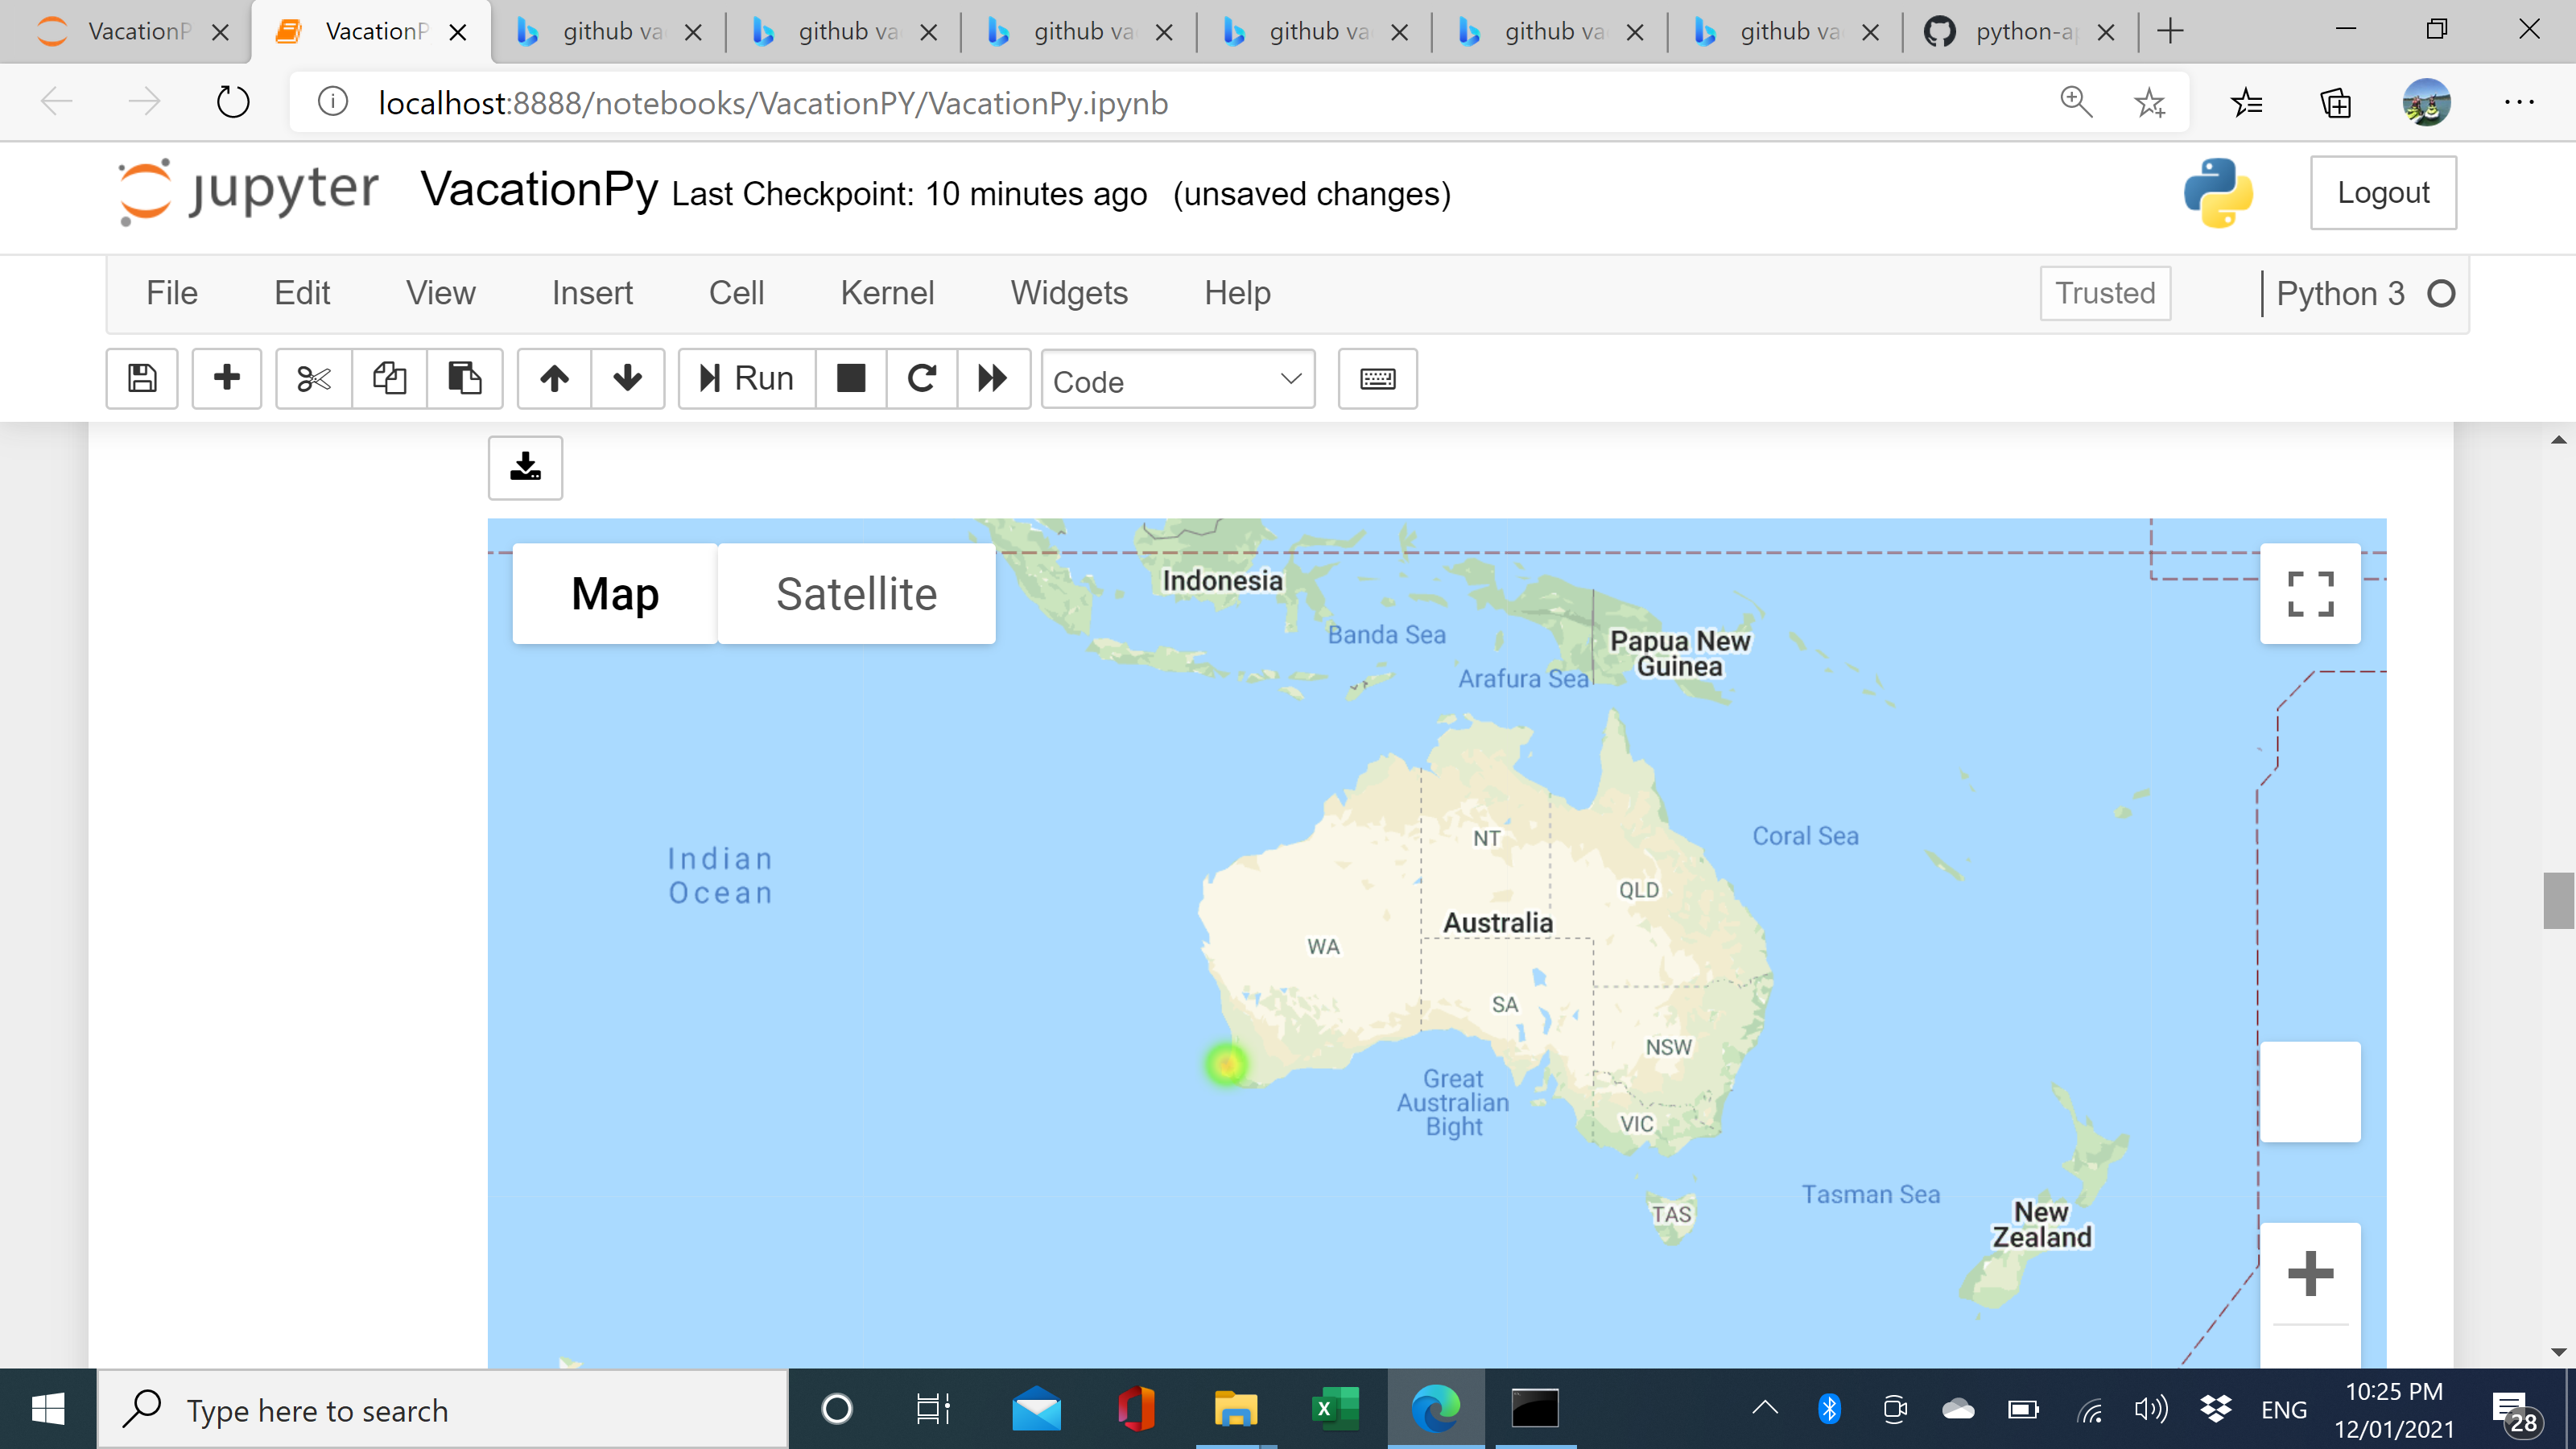 VacationP
VacationP
github va
github va
github va
github va
github va
github va
python-ap
localhost:8888/notebooks/VacationPY/VacationPy.ipynb
jupyter VacationPy Last Checkpoint: 10 minutes ago (unsaved changes)
Logout
File Edit View Insert Cell Kernel Widgets Help
Trusted
Python 3
Run
Code
Map
Satellite
Indonesia
Banda Sea
Papua New
Guinea
Arafura Sea
Indian
Ocean
NT
Coral Sea
QLD
Australia
WA
SA
NSW
Great
Australian
Bight
VIC
Tasman Sea
TAS
New
Zealand
Type here to search
X
ENG
10:25 PM
12/01/2021
28